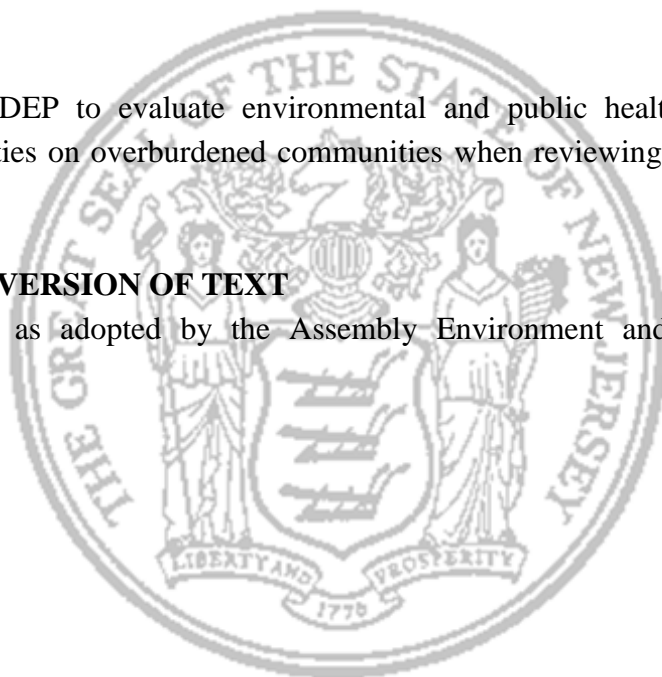 DEP to evaluate environmental and public healt
ties on overburdened communities when reviewing
VERSION OF TEXT
as adopted by the Assembly Environment and
THE GREAT SEAL OF THE STATE OF NEW JERSEY
LIBERTY AND PROSPERITY
1776